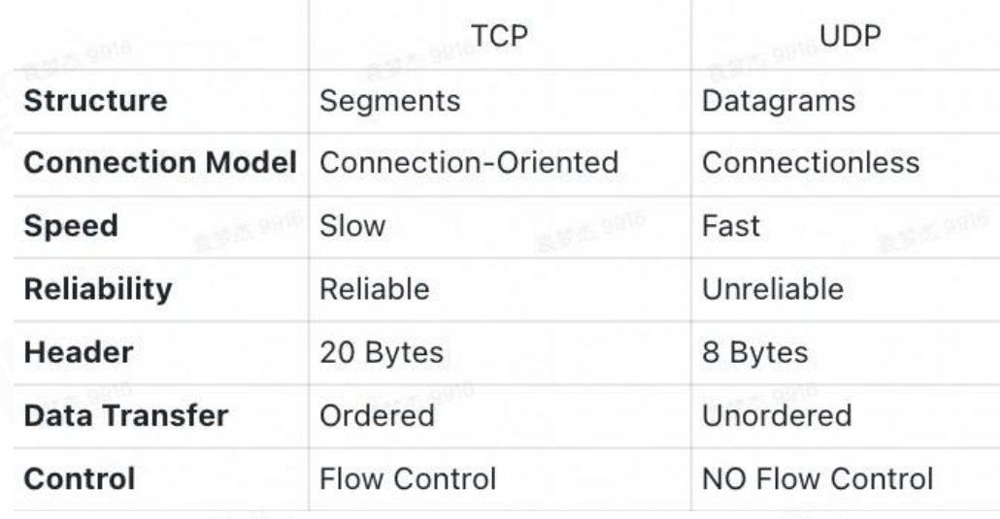 TCP UDP
Structure Segments Datagrams
Connection Model Connection-Oriented Connectionless
Speed Slow Fast
Reliability Reliable Unreliable
Header 20 Bytes 8 Bytes
Data Transfer Ordered Unordered
Control Flow Control NO Flow Control